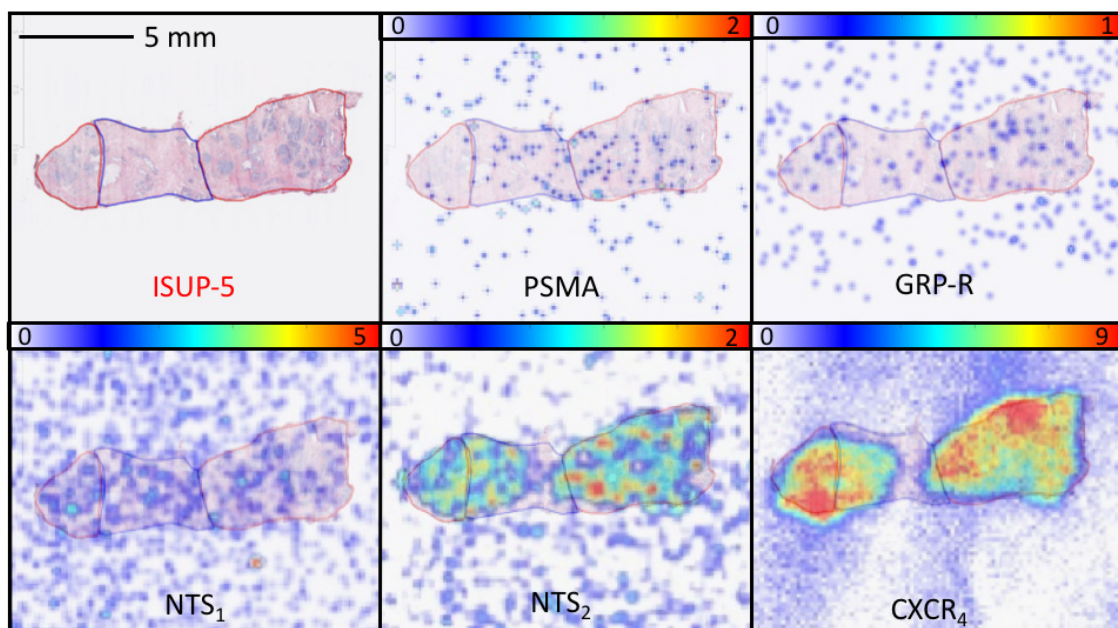 5 mm
ISUP-5
0 2
PSMA
0 1
GRP-R
0 5
NTS₁
0 2
NTS₂
0 9
CXCR₄